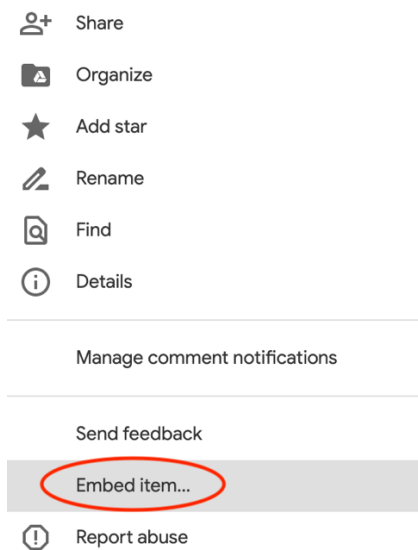 Share
Organize
Add star
Rename
Find
Details
Manage comment notifications
Send feedback
Embed item...
Report abuse